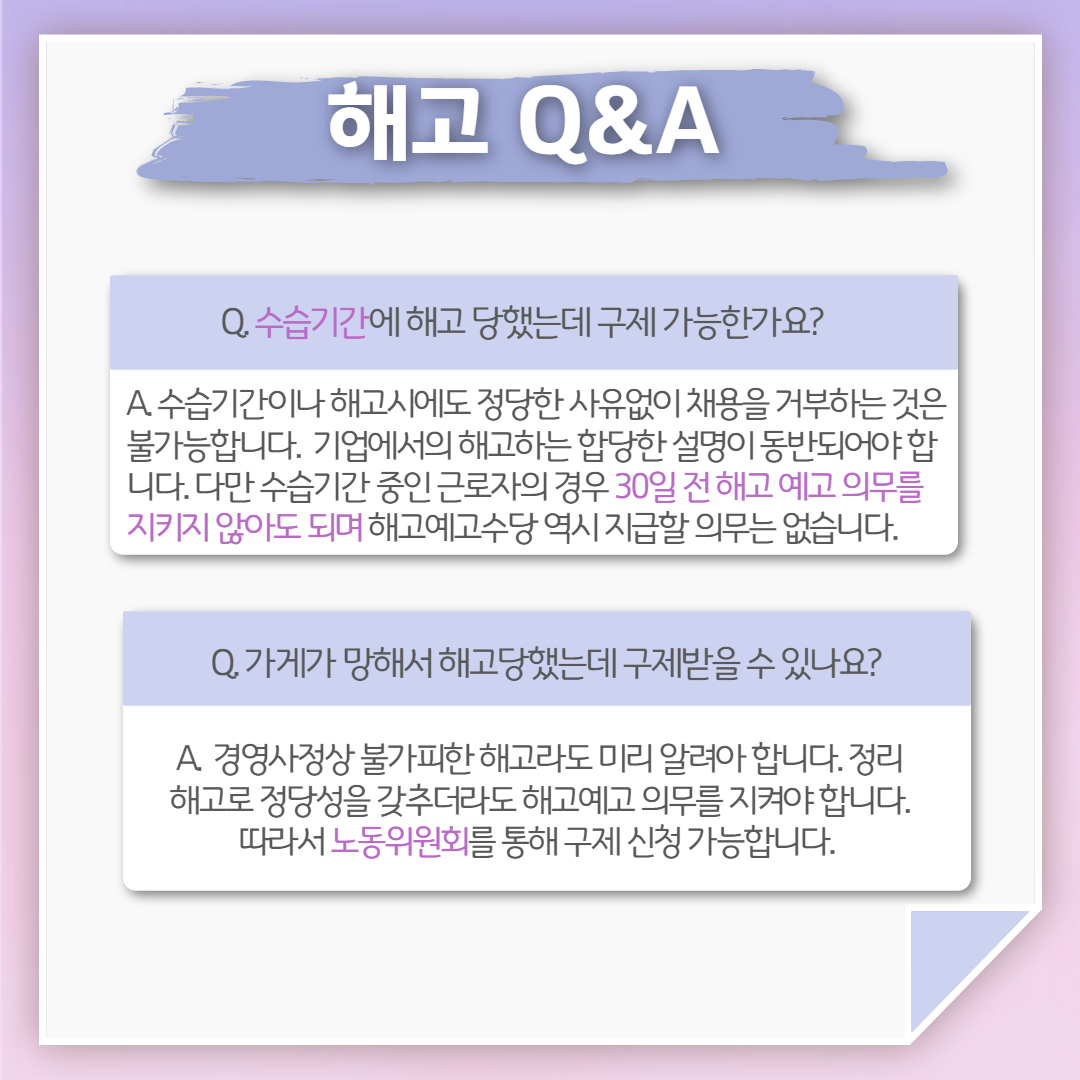 해고 Q&A
Q. 수습기간에 해고 당했는데 구제 가능한가요?
A. 수습기간이나 해고시에도 정당한 사유없이 채용을 거부하는 것은
불가능합니다. 기업에서의 해고하는 합당한 설명이 동반되어야 합
니다. 다만 수습기간 중인 근로자의 경우 30일 전 해고 예고 의무를
지키지 않아도 되며 해고예고수당 역시 지급할 의무는 없습니다.
Q. 가게가 망해서 해고당했는데 구제받을 수 있나요?
A. 경영사정상 불가피한 해고라도 미리 알려아 합니다. 정리
해고로 정당성을 갖추더라도 해고예고 의무를 지켜야 합니다.
따라서 노동위원회를 통해 구제 신청 가능합니다.